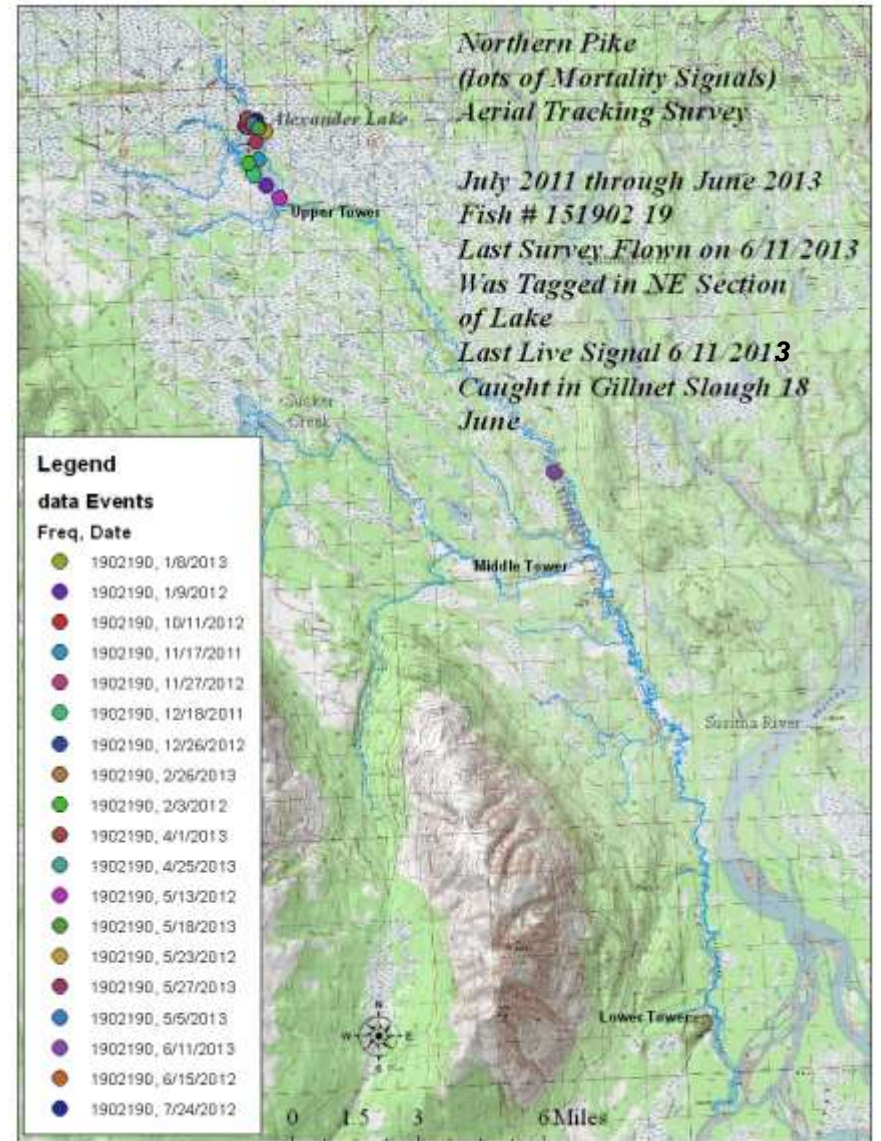 Northern Pike
(lots of Mortality Signals)
Aerial Tracking Survey
July 2011 through June 2013
Fish # 151902 19
Last Survey Flown on 6/11/2013
Was Tagged in NE Section
of Lake
Last Live Signal 6/11/2013
Caught in Gillnet Slough 18
June
Alexander Lake
Upper Tower
Sucker
Creek
Middle Tower
Susitna River
Lower Tower
Legend
data Events
Freq, Date
1902190, 1/8/2013
1902190, 1/9/2012
1902190, 10/11/2012
1902190, 11/17/2011
1902190, 11/27/2012
1902190, 12/18/2011
1902190, 12/26/2012
1902190, 2/26/2013
1902190, 2/3/2012
1902190, 4/1/2013
1902190, 4/25/2013
1902190, 5/13/2012
1902190, 5/18/2013
1902190, 5/23/2012
1902190, 5/27/2013
1902190, 5/5/2013
1902190, 6/11/2013
1902190, 6/15/2012
1902190, 7/24/2012
N
W E
S
0 1.5 3 6 Miles